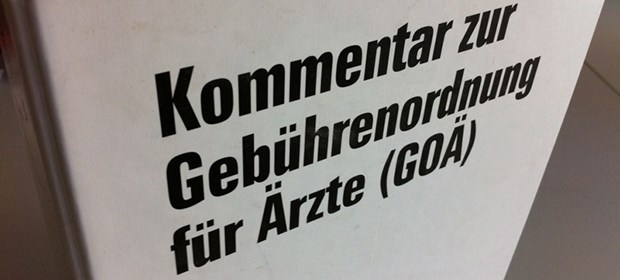 Kommentar zur
Gebührenordnung
für Ärzte (GOÄ)